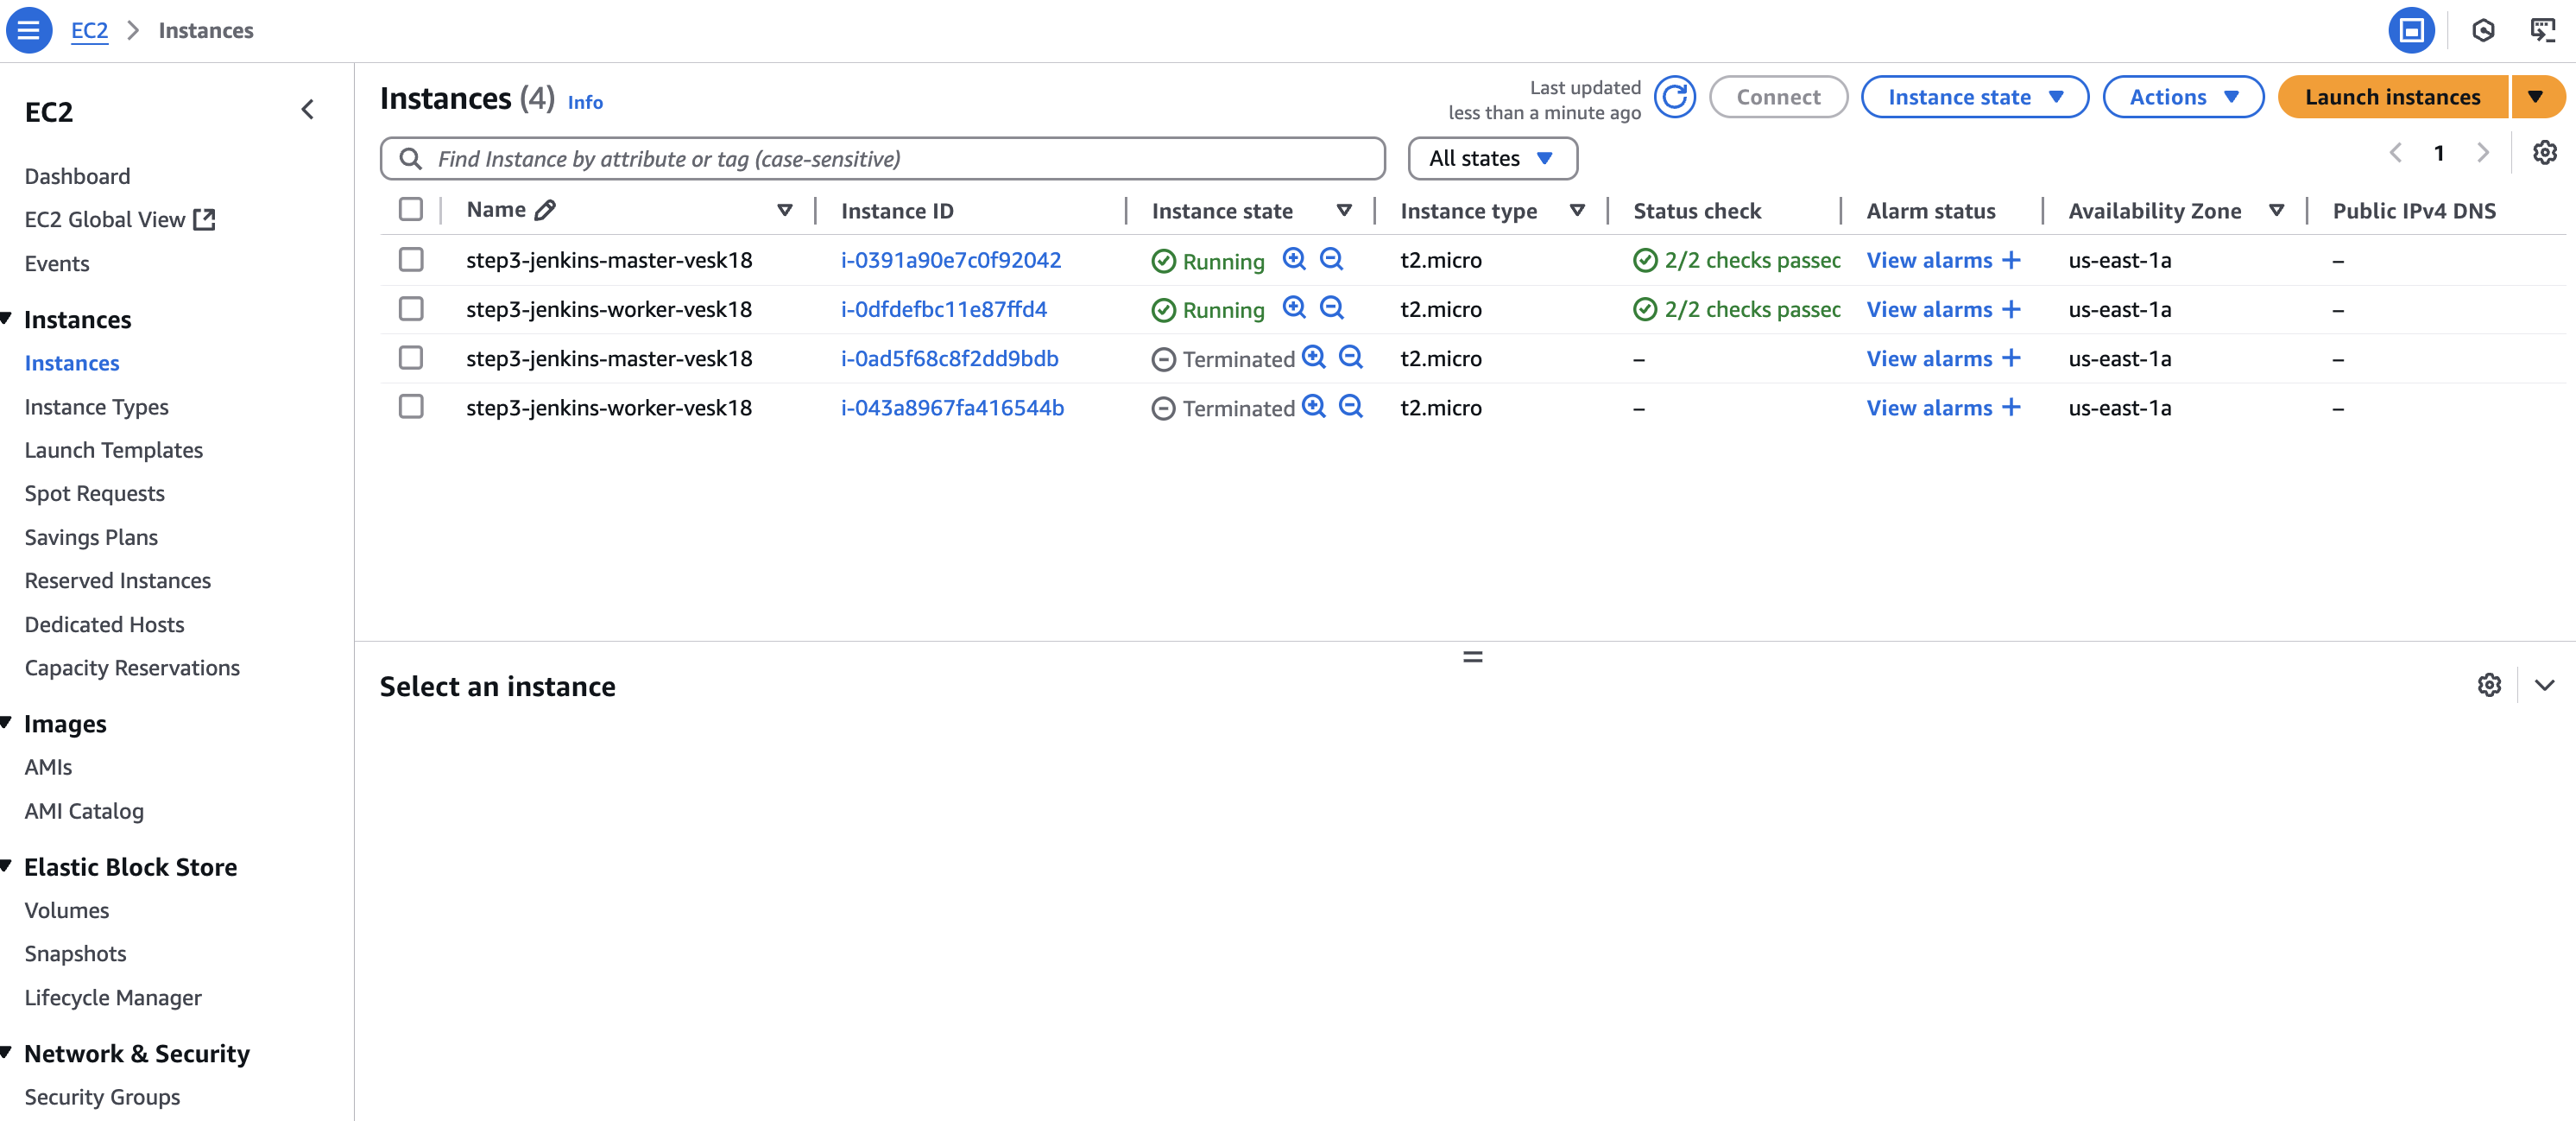 EC2 > Instances
EC2
Dashboard
EC2 Global View
Events
Instances
Instances
Instance Types
Launch Templates
Spot Requests
Savings Plans
Reserved Instances
Dedicated Hosts
Capacity Reservations
Images
AMIs
AMI Catalog
Elastic Block Store
Volumes
Snapshots
Lifecycle Manager
Network & Security
Security Groups
Instances (4) Info
Last updated
less than a minute ago
Connect
Instance state
Actions
Launch instances
Find Instance by attribute or tag (case-sensitive)
All states
1
Name Instance ID Instance state Instance type Status check Alarm status Availability Zone Public IPv4 DNS
step3-jenkins-master-vesk18 i-0391a90e7c0f92042 Running t2.micro 2/2 checks passec View alarms + us-east-1a –
step3-jenkins-worker-vesk18 i-0dfdefbc11e87ffd4 Running t2.micro 2/2 checks passec View alarms + us-east-1a –
step3-jenkins-master-vesk18 i-0ad5f68c8f2dd9bdb Terminated t2.micro – View alarms + us-east-1a –
step3-jenkins-worker-vesk18 i-043a8967fa416544b Terminated t2.micro – View alarms + us-east-1a –
Select an instance